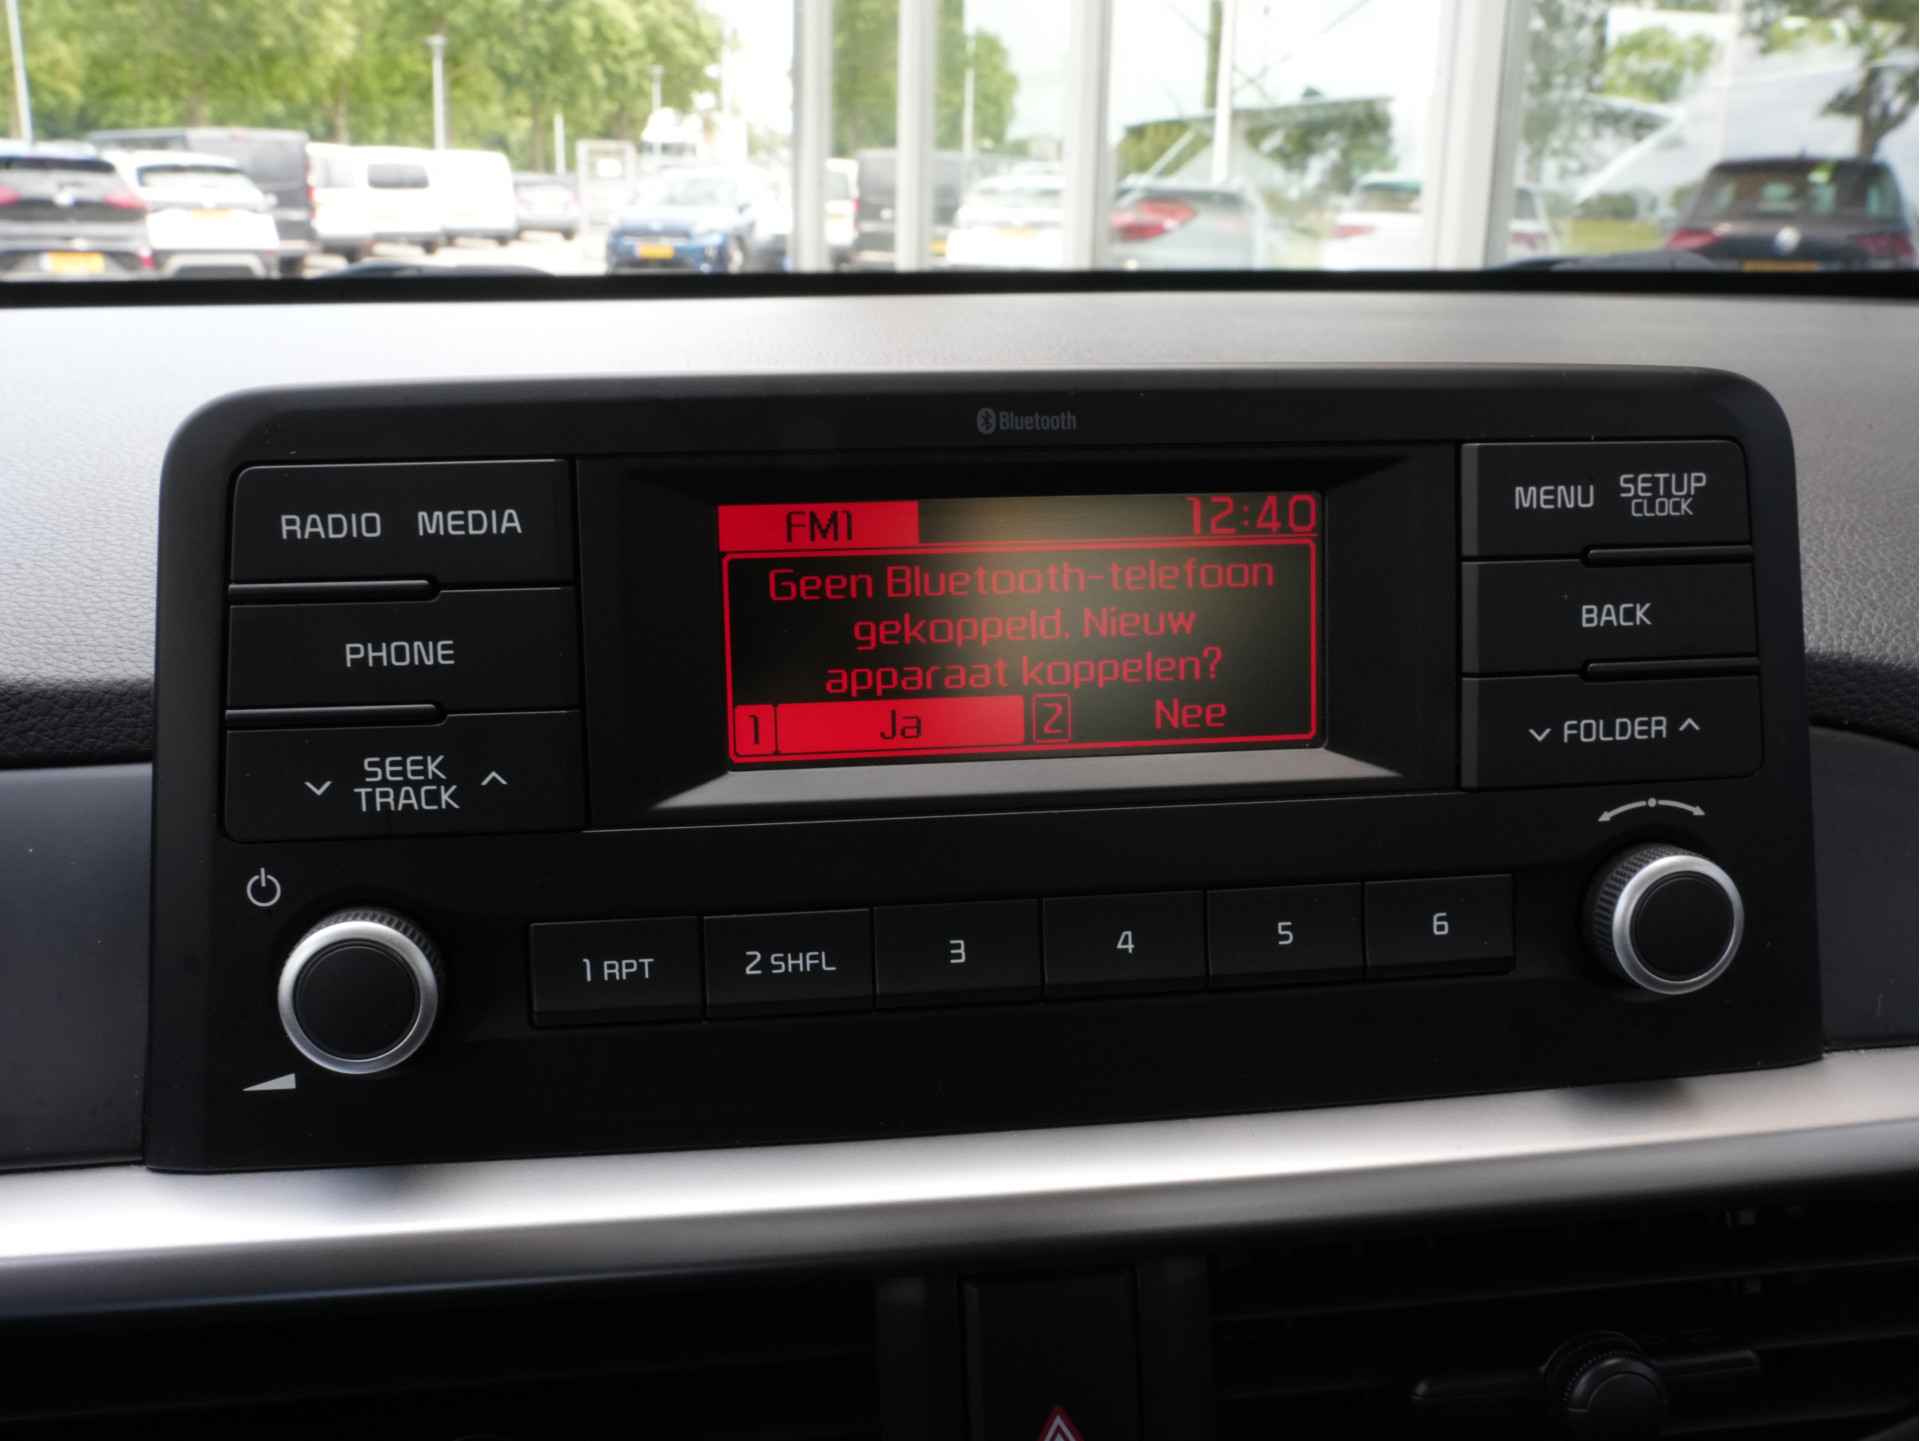 Bluetooth
RADIO MEDIA
PHONE
SEEK
TRACK
FM1 12:40
Geen Bluetooth-telefoon
gekoppeld. Nieuw
apparaat koppelen?
1 Ja 2 Nee
MENU SETUP
CLOCK
BACK
FOLDER
1 RPT 2 SHFL 3 4 5 6